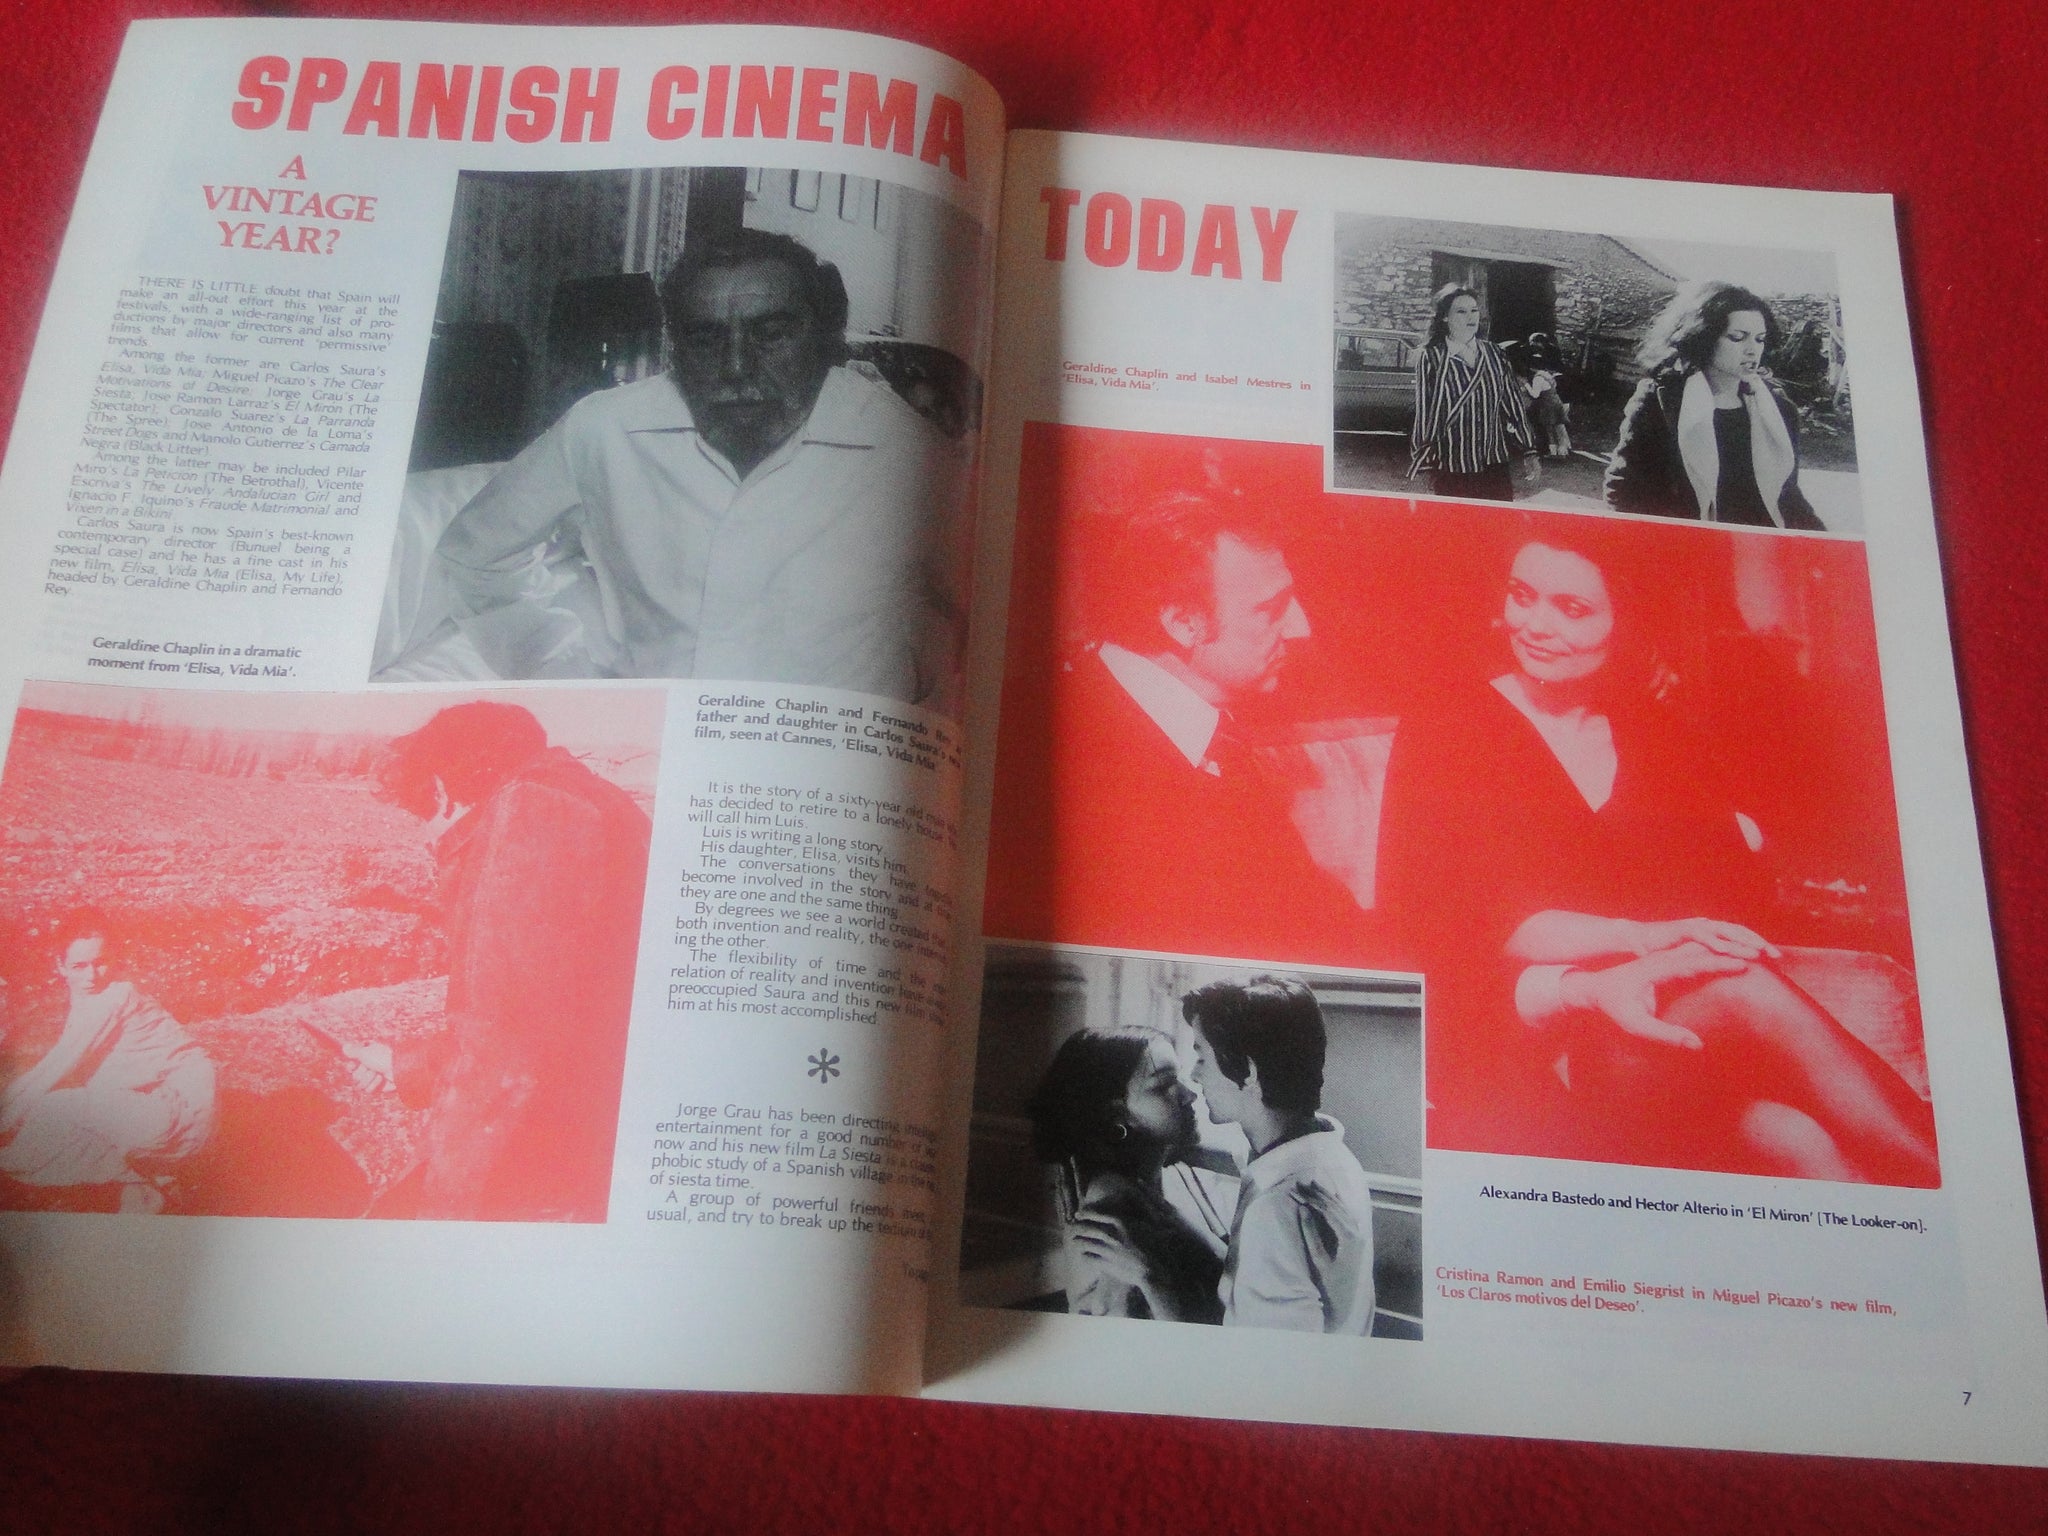 SPANISH CINEMA
A
VINTAGE
YEAR?
THERE IS LITTLE doubt that Spain will
make an all-out effort this year at the
festivals, with a wide-ranging list of pro-
ductions by major directors and also many
films that allow for current 'permissive'
trends.
Among the former are Carlos Saura's
Elisa, Vida Mia; Miguel Picazo's The Clear
Motivations of Desire; Jorge Grau's La
Siesta; Jose Ramon Larraz's El Miron (The
Spectator); Gonzalo Suarez's La Parranda
(The Spree); Jose Antonio de la Loma's
Street Dogs and Manolo Gutierrez's Camada
Negra (Black Litter).
Among the latter may be included Pilar
Miro's La Peticion (The Betrothal), Vicente
Escriva's The Lively Andalucian Girl and
Ignacio F. Iquino's Fraude Matrimonial and
Vixen in a Bikini.
Carlos Saura is now Spain's best-known
contemporary director (Bunuel being a
special case) and he has a fine cast in his
new film, Elisa, Vida Mia (Elisa, My Life),
headed by Geraldine Chaplin and Fernando
Rey.
Geraldine Chaplin in a dramatic
moment from 'Elisa, Vida Mia'.
Geraldine Chaplin and Fernando Rey
father and daughter in Carlos Saura's new
film, seen at Cannes, 'Elisa, Vida Mia'
It is the story of a sixty-year old man
has decided to retire to a lonely house
will call him Luis.
Luis is writing a long story.
His daughter, Elisa, visits him.
The conversations they have
become involved in the story and at
they are one and the same thing.
By degrees we see a world created
both invention and reality, the one
ing the other.
The flexibility of time and the
relation of reality and invention have
preoccupied Saura and this new film
him at his most accomplished.
*
Jorge Grau has been directing
entertainment for a good number of
now and his new film La Siesta is a
phobic study of a Spanish village in the
of siesta time.
A group of powerful friends
usual, and try to break up the tedium
TODAY
Geraldine Chaplin and Isabel Mestres in
'Elisa, Vida Mia'.
Alexandra Bastedo and Hector Alterio in 'El Miron' [The Looker-on].
Cristina Ramon and Emilio Siegrist in Miguel Picazo's new film,
'Los Claros motivos del Deseo'.
7